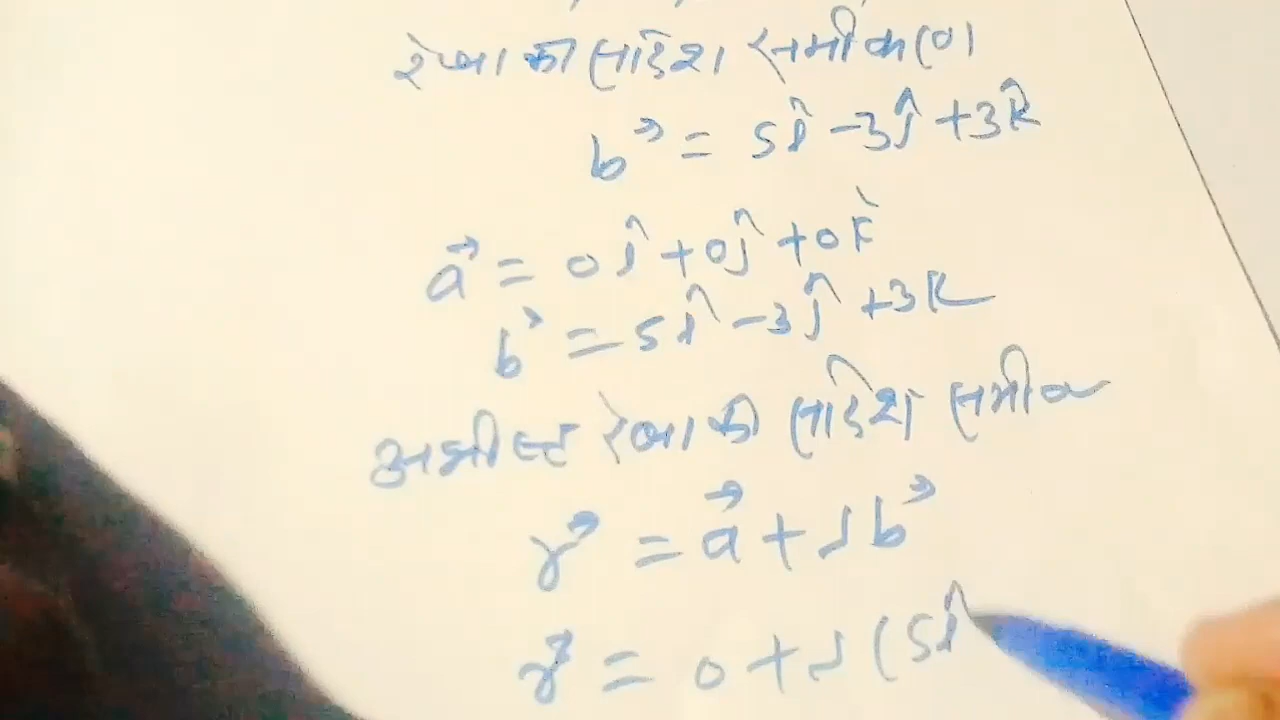 रेखा की सदिश समीकरण
b⃗ = 5î - 3ĵ + 3k̂
a⃗ = 0î + 0ĵ + 0k̂
b⃗ = 5î - 3ĵ + 3k
अभीष्ट रेखा की सदिश समीक
r⃗ = a⃗ + λb⃗
r⃗ = 0 + λ(5î